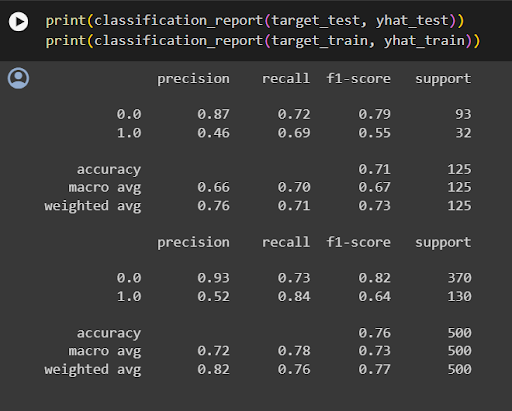 print(classification_report(target_test, yhat_test))
print(classification_report(target_train, yhat_train))
precision recall f1-score support
0.0 0.87 0.72 0.79 93
1.0 0.46 0.69 0.55 32
accuracy 0.71 125
macro avg 0.66 0.70 0.67 125
weighted avg 0.76 0.71 0.73 125
precision recall f1-score support
0.0 0.93 0.73 0.82 370
1.0 0.52 0.84 0.64 130
accuracy 0.76 500
macro avg 0.72 0.78 0.73 500
weighted avg 0.82 0.76 0.77 500